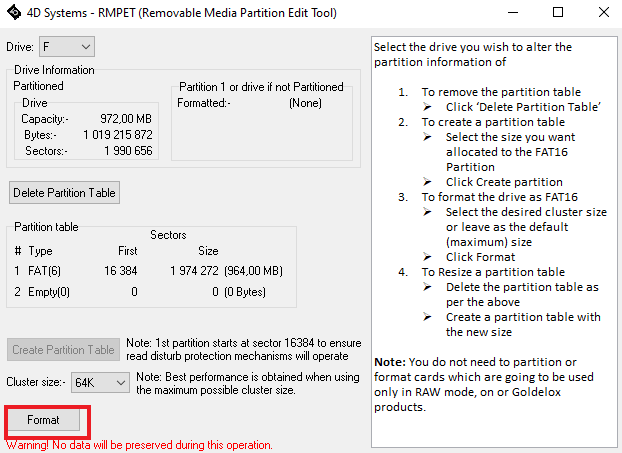 4D Systems - RMPET (Removable Media Partition Edit Tool)
Drive: F
Drive Information
Partitioned
Drive
Capacity:- 972,00 MB
Bytes:- 1 019 215 872
Sectors:- 1 990 656
Partition 1 or drive if not Partitioned
Formatted:- (None)
Delete Partition Table
Partition table
Sectors
# Type First Size
1 FAT(6) 16 384 1 974 272 (964,00 MB)
2 Empty(0) 0 0 (0 Bytes)
Create Partition Table
Note: 1st partition starts at sector 16384 to ensure
read disturb protection mechanisms will operate
Cluster size:- 64K
Note: Best performance is obtained when using
the maximum possible cluster size.
Format
Warning! No data will be preserved during this operation.
Select the drive you wish to alter the
partition information of
1. To remove the partition table
➢ Click ‘Delete Partition Table’
2. To create a partition table
➢ Select the size you want
allocated to the FAT16
Partition
➢ Click Create partition
3. To format the drive as FAT16
➢ Select the desired cluster size
or leave as the default
(maximum) size
➢ Click Format
4. To Resize a partition table
➢ Delete the partition table as
per the above
➢ Create a partition table with
the new size
Note: You do not need to partition or
format cards which are going to be used
only in RAW mode, on or Goldelox
products.